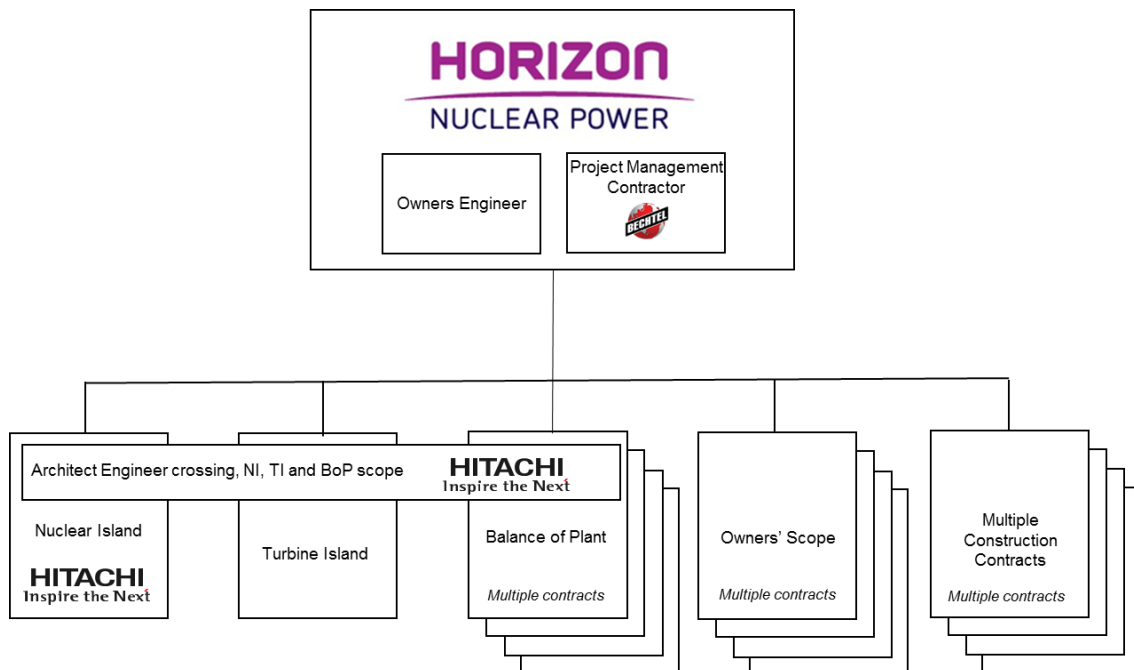 HORIZON
NUCLEAR POWER
Owners Engineer
Project Management
Contractor
BECHTEL
Architect Engineer crossing, NI, TI and BoP scope
HITACHI
Inspire the Next
Nuclear Island
HITACHI
Inspire the Next
Turbine Island
Balance of Plant
Multiple contracts
Owners' Scope
Multiple contracts
Multiple
Construction
Contracts
Multiple contracts